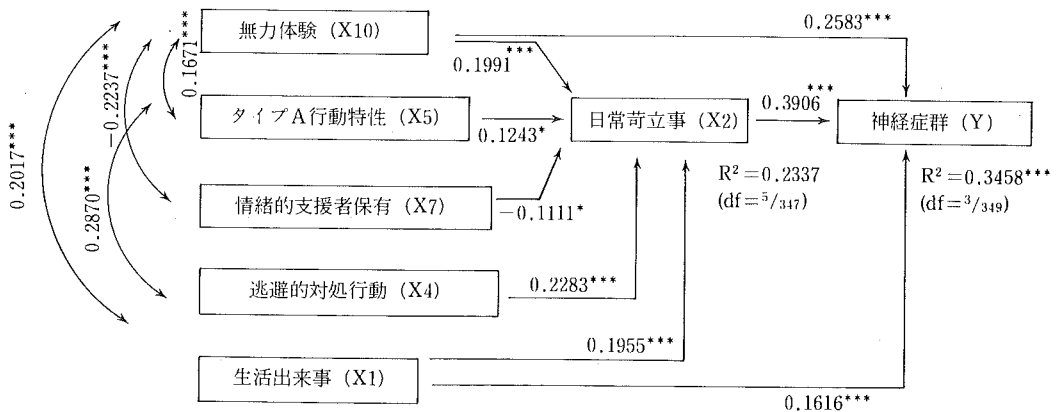 無力体験(X10)
0.2583***
0.1991***
タイプA行動特性(X5)
0.1243*
日常苛立事(X2)
0.3906***
神経症群(Y)
R²=0.2337
(df=5/347)
R²=0.3458***
(df=3/349)
情緒的支援者保有(X7)
-0.1111*
逃避的対処行動(X4)
0.2283***
生活出来事(X1)
0.1955***
0.1616***
0.2017***
-0.2237***
0.1671***
0.2870***